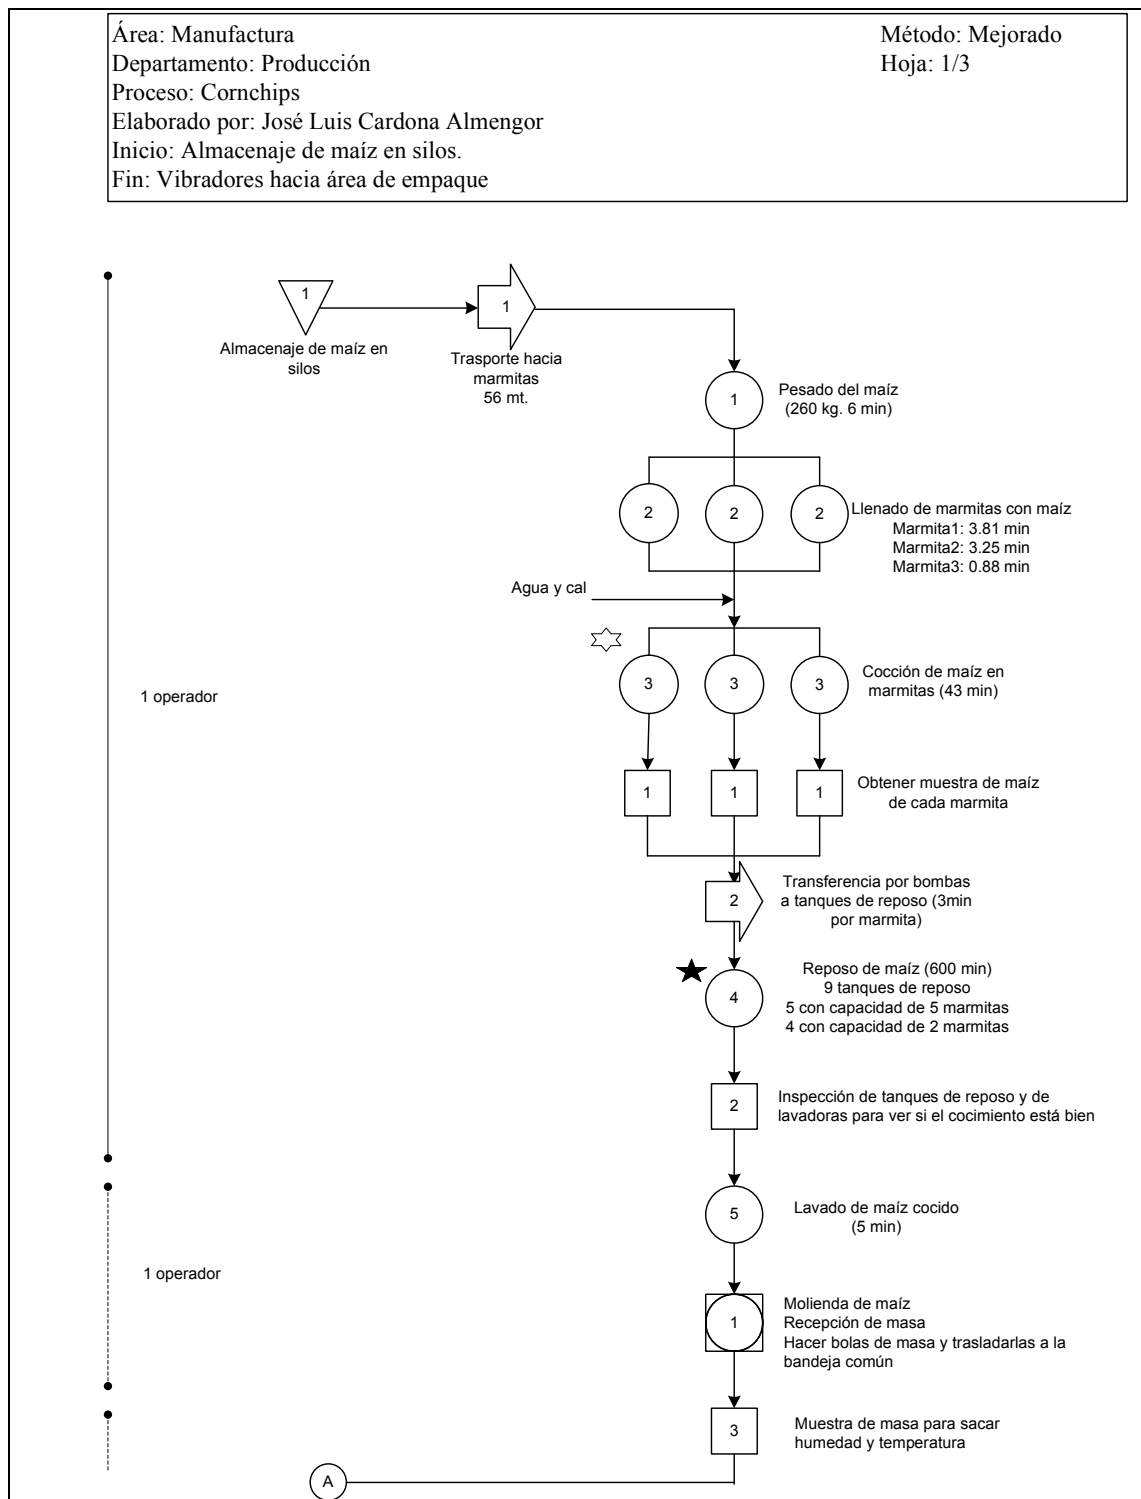 Área: Manufactura
Método: Mejorado
Departamento: Producción
Hoja: 1/3
Proceso: Cornchips
Elaborado por: José Luis Cardona Almengor
Inicio: Almacenaje de maíz en silos.
Fin: Vibradores hacia área de empaque
1
Almacenaje de maíz en
silos
1
Trasporte hacia
marmitas
56 mt.
1
Pesado del maíz
(260 kg. 6 min)
2
2
2
Llenado de marmitas con maíz
Marmita1: 3.81 min
Marmita2: 3.25 min
Marmita3: 0.88 min
Agua y cal
3
3
3
Cocción de maíz en
marmitas (43 min)
1 operador
1
1
1
Obtener muestra de maíz
de cada marmita
2
Transferencia por bombas
a tanques de reposo (3min
por marmita)
4
Reposo de maíz (600 min)
9 tanques de reposo
5 con capacidad de 5 marmitas
4 con capacidad de 2 marmitas
2
Inspección de tanques de reposo y de
lavadoras para ver si el cocimiento está bien
5
Lavado de maíz cocido
(5 min)
1 operador
1
Molienda de maíz
Recepción de masa
Hacer bolas de masa y trasladarlas a la
bandeja común
3
Muestra de masa para sacar
humedad y temperatura
A